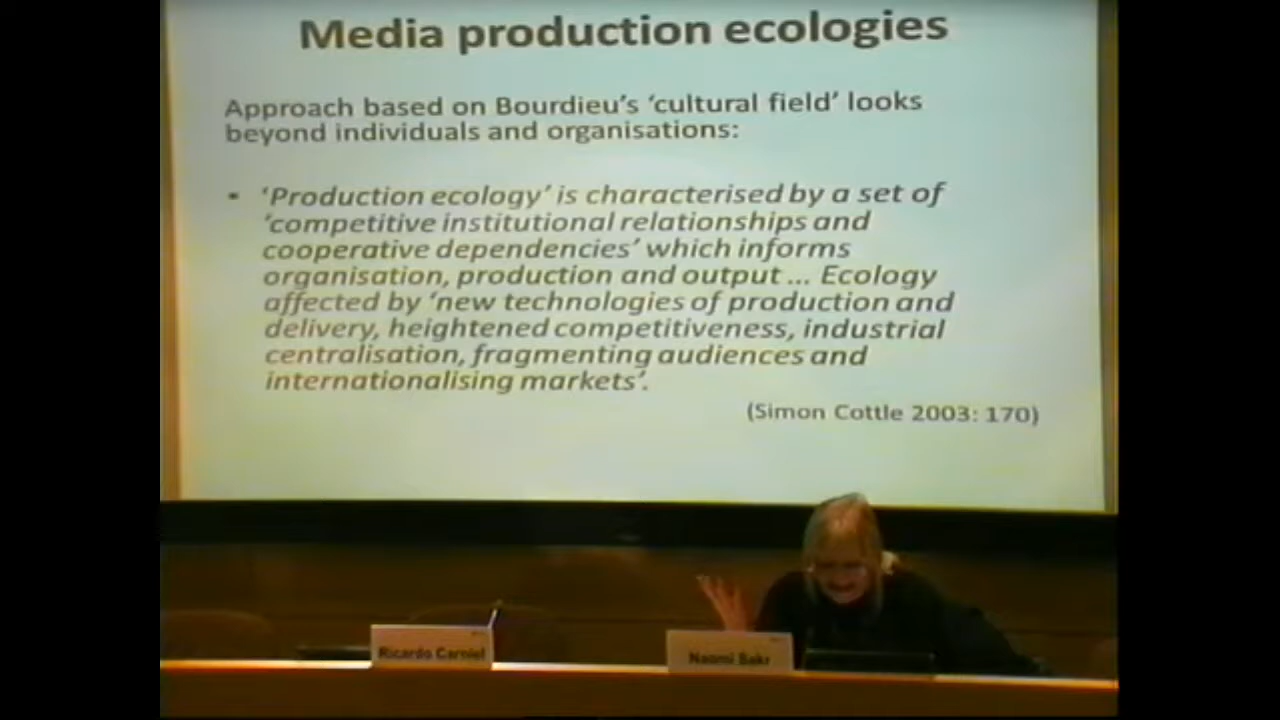 Media production ecologies
Approach based on Bourdieu's 'cultural field' looks
beyond individuals and organisations:
• 'Production ecology' is characterised by a set of
'competitive institutional relationships and
cooperative dependencies' which informs
organisation, production and output ... Ecology
affected by 'new technologies of production and
delivery, heightened competitiveness, industrial
centralisation, fragmenting audiences and
internationalising markets'.
(Simon Cottle 2003: 170)
Ricardo Carniel
Naomi Sakr